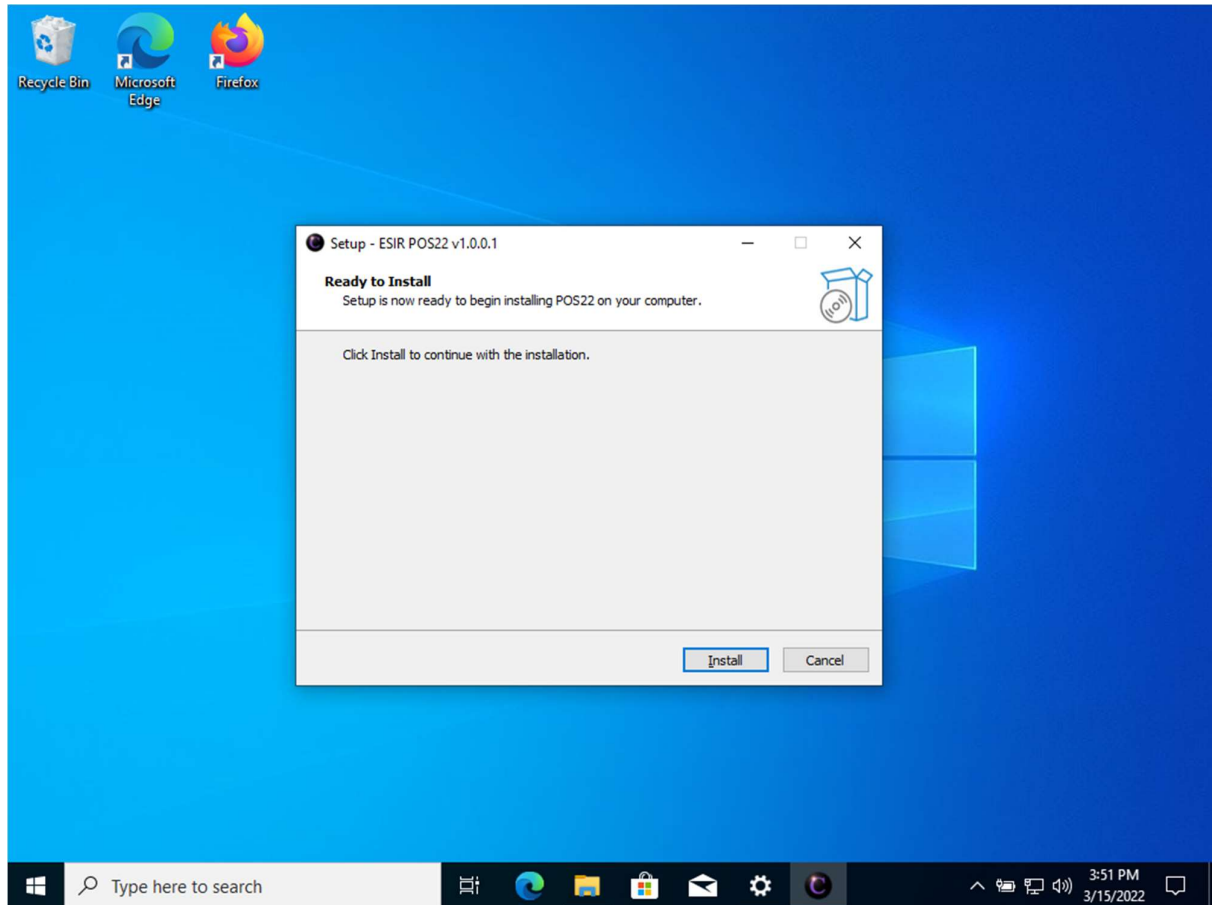 Recycle Bin
Microsoft
Edge
Firefox
Setup - ESIR POS22 v1.0.0.1
Ready to Install
Setup is now ready to begin installing POS22 on your computer.
Click Install to continue with the installation.
Install
Cancel
Type here to search
3:51 PM
3/15/2022